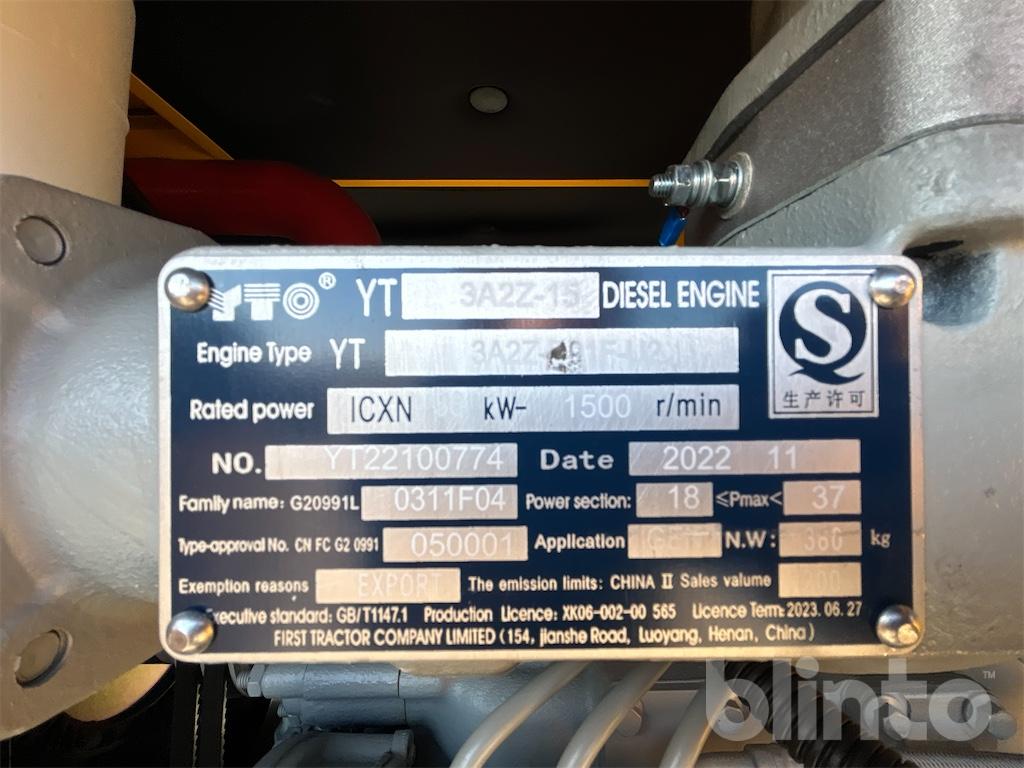 YTO® YT 3A2Z-15 DIESEL ENGINE
Engine Type YT
S
生产许可
Rated power ICXN kW- 1500 r/min
NO. YT22100774 Date 2022 11
Family name: G20991L 0311F04 Power section: 18 ≤Pmax< 37
Type-approval No. CN FC G2 0991 050001 Application N.W: 380 kg
Exemption reasons EXPORT The emission limits: CHINA II Sales volume 200
Executive standard: GB/T1147.1 Production Licence: XK06-002-00 565 Licence Term: 2023.06.27
FIRST TRACTOR COMPANY LIMITED (154, jianshe Road, Luoyang, Henan, China)
blinto™